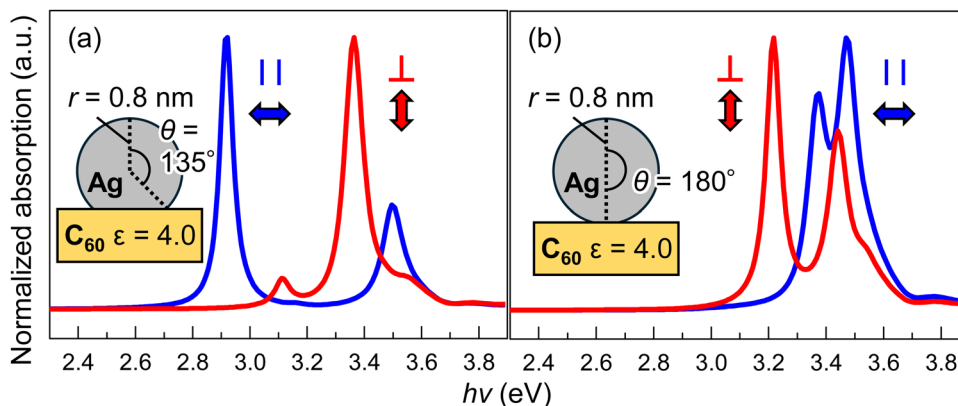 Normalized absorption (a.u.)
(a)
r = 0.8 nm
θ =
135°
Ag
C60 ε = 4.0
||
⊥
2.4 2.6 2.8 3.0 3.2 3.4 3.6 3.8
(b)
r = 0.8 nm
Ag
θ = 180°
C60 ε = 4.0
⊥
||
2.4 2.6 2.8 3.0 3.2 3.4 3.6 3.8
hν (eV)